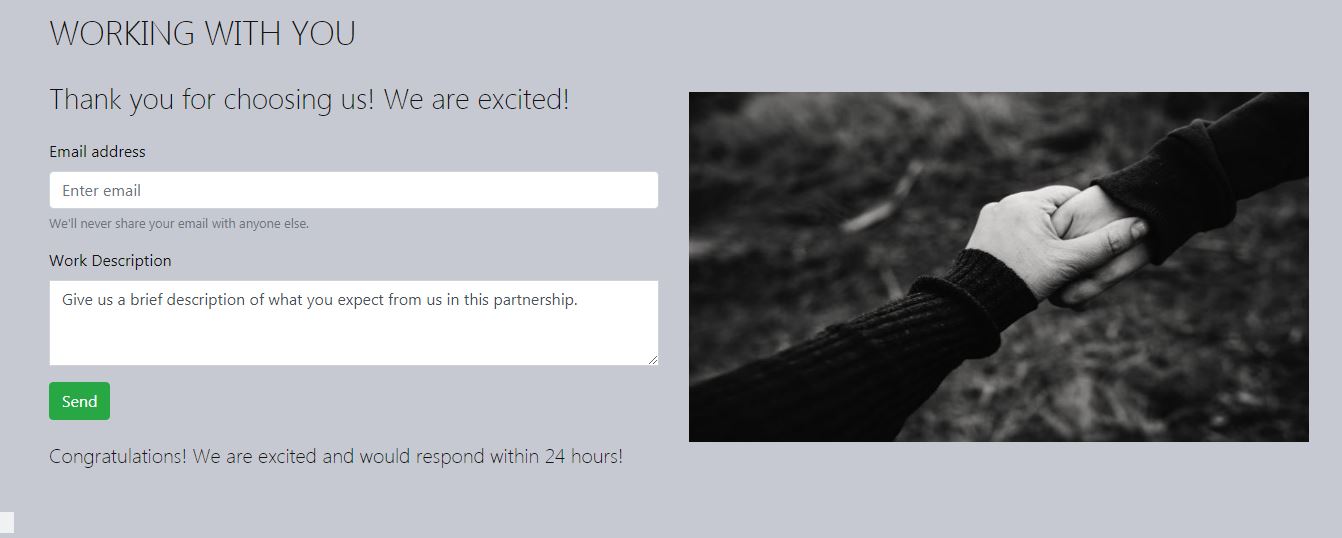 WORKING WITH YOU
Thank you for choosing us! We are excited!
Email address
Enter email
We'll never share your email with anyone else.
Work Description
Give us a brief description of what you expect from us in this partnership.
Send
Congratulations! We are excited and would respond within 24 hours!